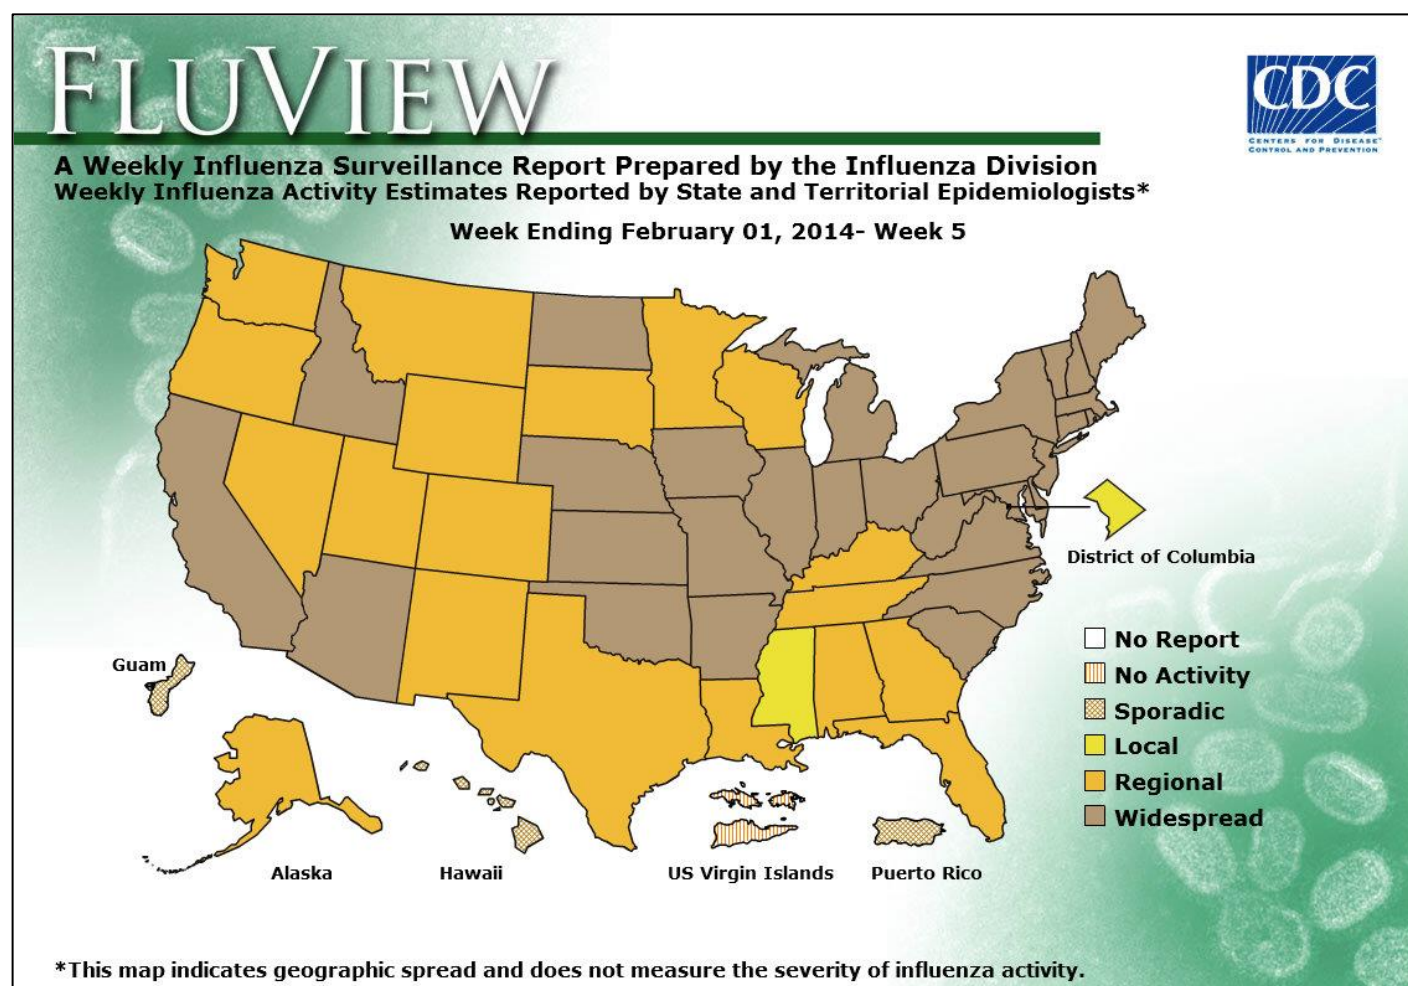 FLUVIEW
CDC
CENTERS FOR DISEASE
CONTROL AND PREVENTION
A Weekly Influenza Surveillance Report Prepared by the Influenza Division
Weekly Influenza Activity Estimates Reported by State and Territorial Epidemiologists*
Week Ending February 01, 2014- Week 5
District of Columbia
Guam
No Report
No Activity
Sporadic
Local
Regional
Widespread
Alaska
Hawaii
US Virgin Islands
Puerto Rico
*This map indicates geographic spread and does not measure the severity of influenza activity.